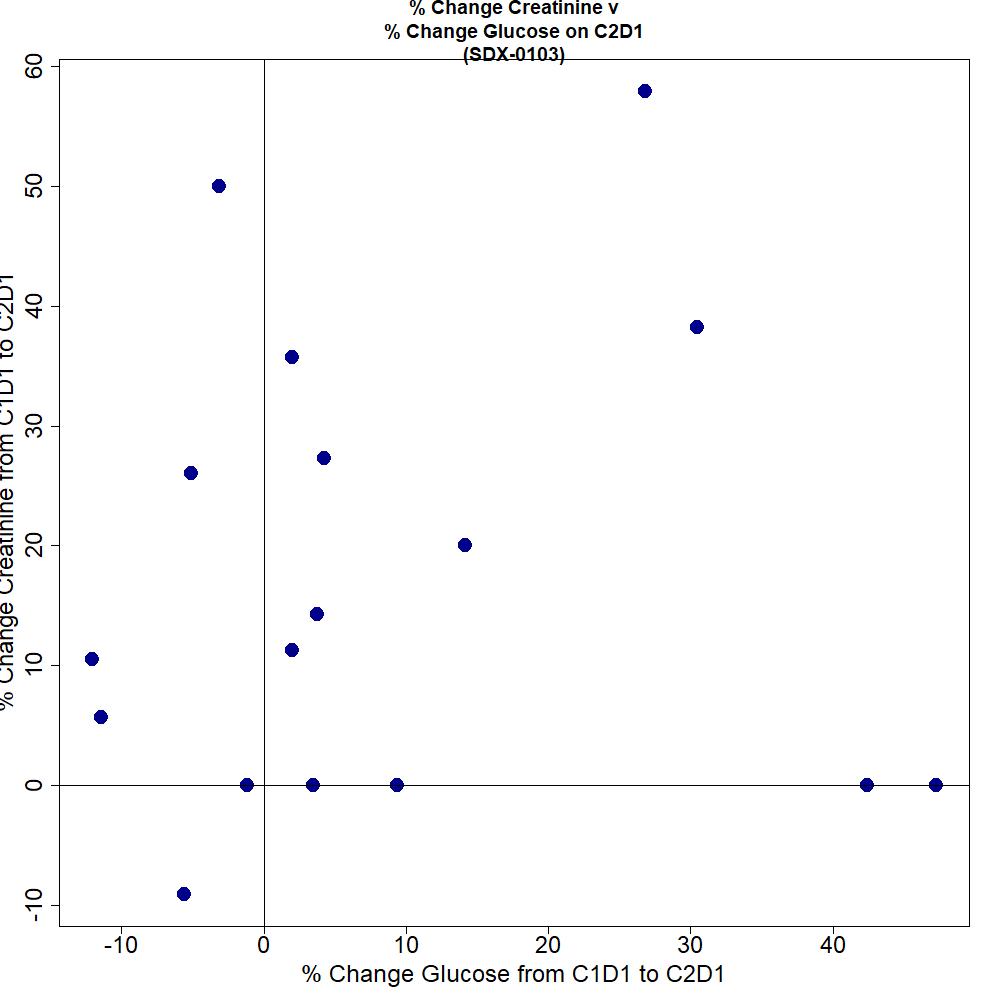 % Change Creatinine v
% Change Glucose on C2D1
(SDX-0103)
% Change Creatinine from C1D1 to C2D1
60
50
40
30
20
10
0
-10
-10
0
10
20
30
40
% Change Glucose from C1D1 to C2D1